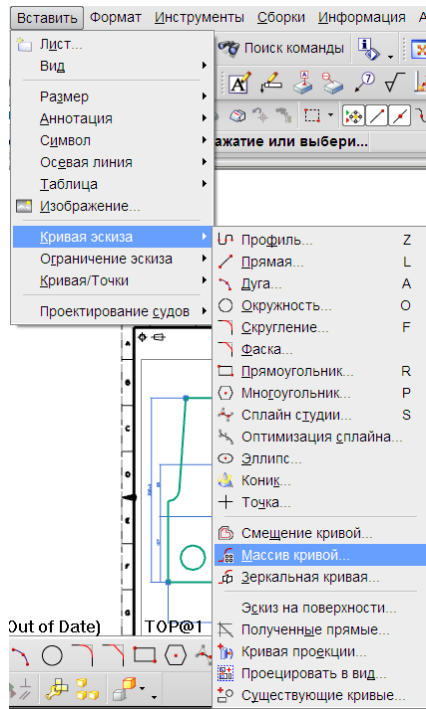 Вставить Формат Инструменты Сборки Информация
Лист...
Поиск команды
Вид
Размер
Аннотация
Символ
ажатие или выбери...
Осевая линия
Таблица
Изображение...
Кривая эскиза
Ограничение эскиза
Кривая/Точки
Проектирование судов
Профиль... Z
Прямая... L
Дуга... A
Окружность... O
Скругление... F
Фаска...
Прямоугольник... R
Многоугольник... P
Сплайн студии... S
Оптимизация сплайна...
Эллипс...
Коник...
Точка...
Смещение кривой...
Массив кривой...
Зеркальная кривая...
Эскиз на поверхности...
Полученные прямые...
Кривая проекции...
Проецировать в вид...
Существующие кривые...
Out of Date) TOP@1